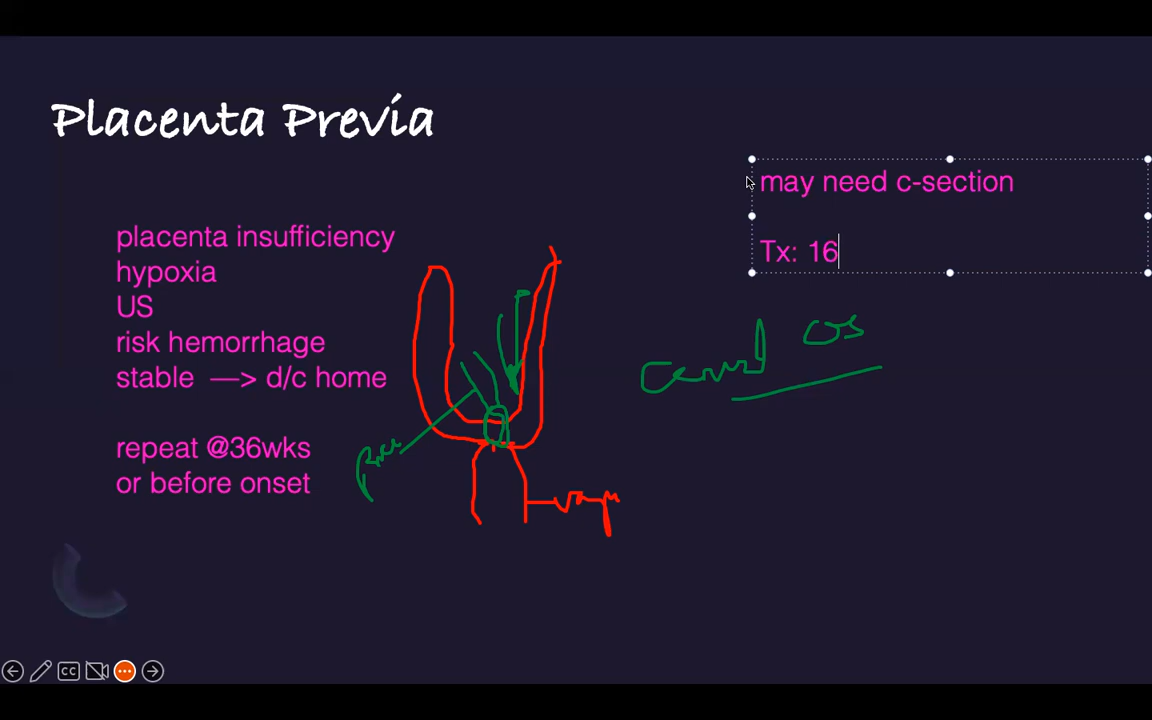 Placenta Previa
may need c-section
Tx: 16
placenta insufficiency
hypoxia
US
risk hemorrhage
stable —> d/c home
repeat @36wks
or before onset
OS
CC